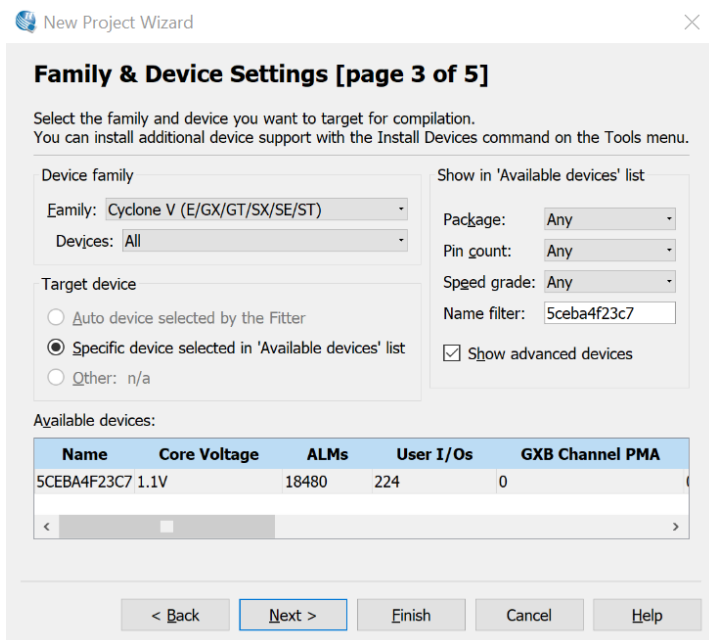 New Project Wizard
Family & Device Settings [page 3 of 5]
Select the family and device you want to target for compilation.
You can install additional device support with the Install Devices command on the Tools menu.
Device family
Family: Cyclone V (E/GX/GT/SX/SE/ST)
Devices: All
Target device
Auto device selected by the Fitter
Specific device selected in 'Available devices' list
Other: n/a
Show in 'Available devices' list
Package: Any
Pin count: Any
Speed grade: Any
Name filter: 5ceba4f23c7
Show advanced devices
Available devices:
Name Core Voltage ALMs User I/Os GXB Channel PMA
5CEBA4F23C7 1.1V 18480 224 0
< Back Next > Finish Cancel Help